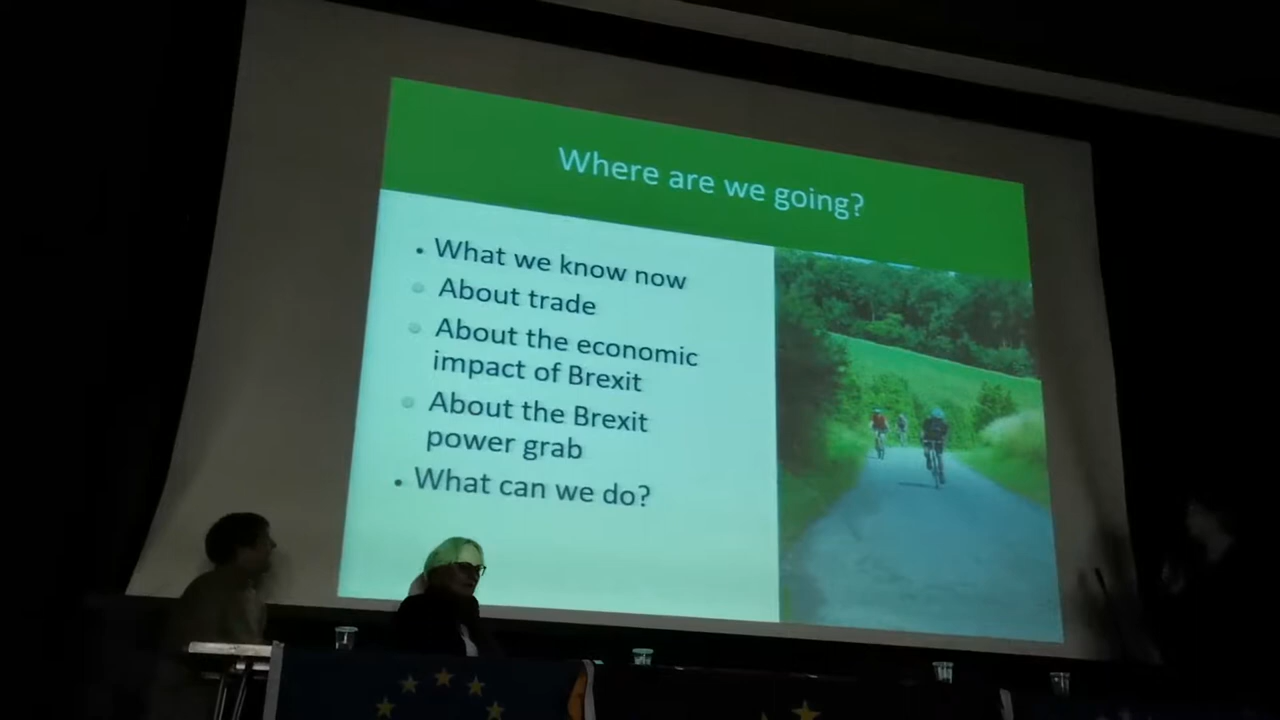 Where are we going?
• What we know now
• About trade
• About the economic
impact of Brexit
• About the Brexit
power grab
• What can we do?